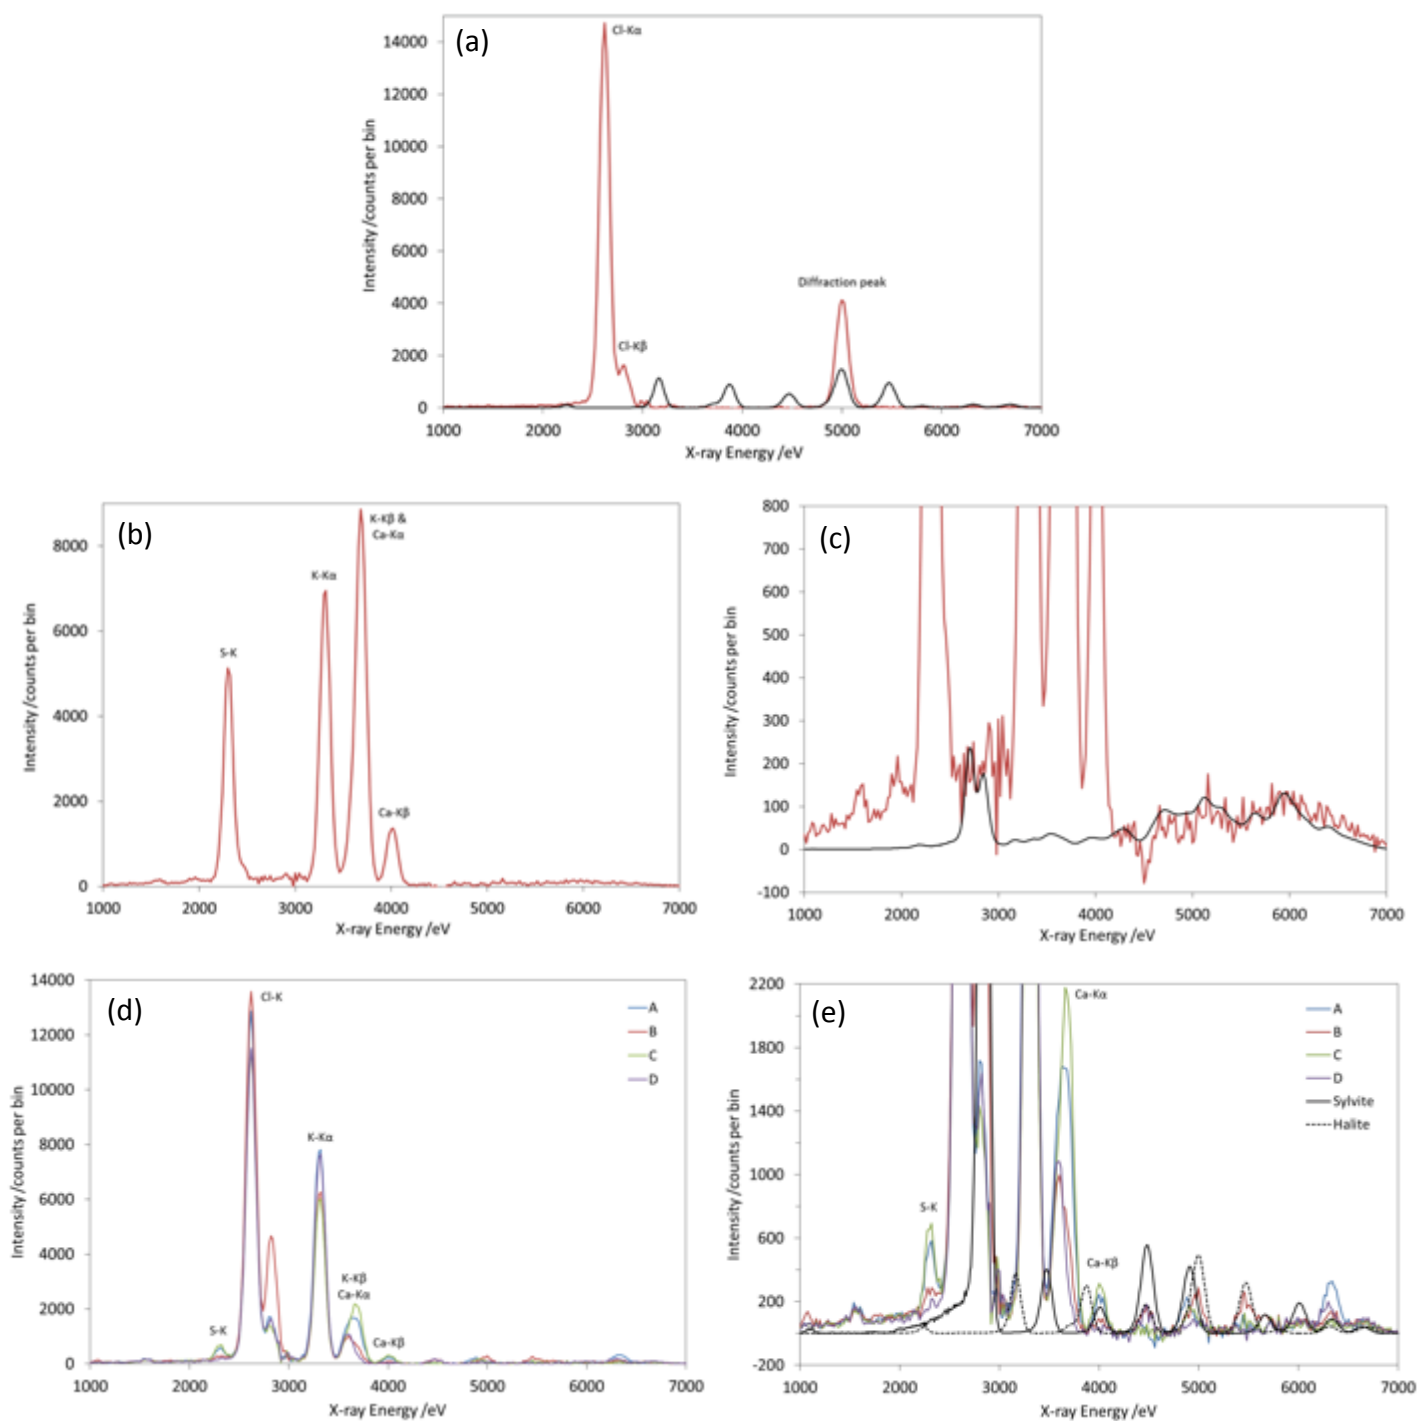 (a)
Cl-Kα
14000
12000
10000
8000
6000
4000
2000
0
Intensity /counts per bin
Diffraction peak
Cl-Kβ
1000 2000 3000 4000 5000 6000 7000
X-ray Energy /eV
(b)
K-Kβ &
Ca-Kα
K-Kα
S-K
Ca-Kβ
8000
6000
4000
2000
0
Intensity /counts per bin
1000 2000 3000 4000 5000 6000 7000
X-ray Energy /eV
(c)
800
700
600
500
400
300
200
100
0
-100
Intensity /counts per bin
1000 2000 3000 4000 5000 6000 7000
X-ray Energy /eV
(d)
Cl-K
A
B
C
D
K-Kα
K-Kβ
Ca-Kα
S-K
Ca-Kβ
14000
12000
10000
8000
6000
4000
2000
0
Intensity /counts per bin
1000 2000 3000 4000 5000 6000 7000
X-ray Energy /eV
(e)
Ca-Kα
A
B
C
D
Sylvite
Halite
S-K
Ca-Kβ
2200
1800
1400
1000
600
200
-200
Intensity /counts per bin
1000 2000 3000 4000 5000 6000 7000
X-ray Energy /eV